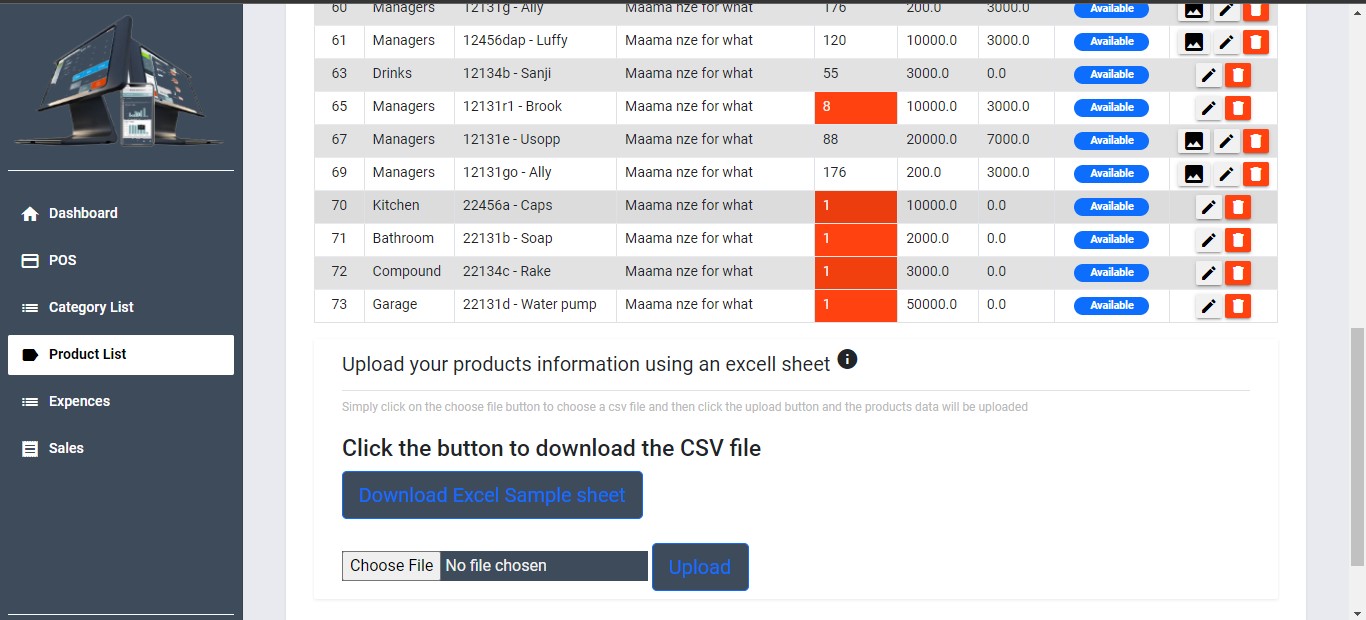 60 Managers 12131g - Ally Maama nze for what 176 200.0 3000.0 Available
61 Managers 12456dap - Luffy Maama nze for what 120 10000.0 3000.0 Available
63 Drinks 12134b - Sanji Maama nze for what 55 3000.0 0.0 Available
65 Managers 12131r1 - Brook Maama nze for what 8 10000.0 3000.0 Available
67 Managers 12131e - Usopp Maama nze for what 88 20000.0 7000.0 Available
69 Managers 12131go - Ally Maama nze for what 176 200.0 3000.0 Available
70 Kitchen 22456a - Caps Maama nze for what 1 10000.0 0.0 Available
71 Bathroom 22131b - Soap Maama nze for what 1 2000.0 0.0 Available
72 Compound 22134c - Rake Maama nze for what 1 3000.0 0.0 Available
73 Garage 22131d - Water pump Maama nze for what 1 50000.0 0.0 Available
Dashboard
POS
Category List
Product List
Expences
Sales
Upload your products information using an excell sheet
Simply click on the choose file button to choose a csv file and then click the upload button and the products data will be uploaded
Click the button to download the CSV file
Download Excel Sample sheet
Choose File No file chosen
Upload